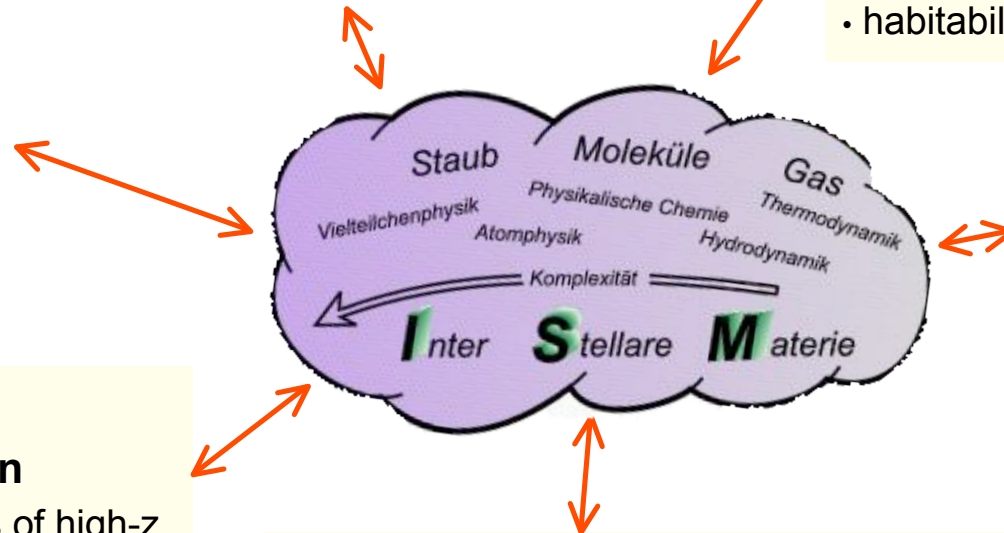 • habitabil
Staub Moleküle Gas
Vielteilchenphysik Physikalische Chemie Thermodynamik
Atomphysik Hydrodynamik
Komplexität
Inter Stellare Materie
n
of high-z